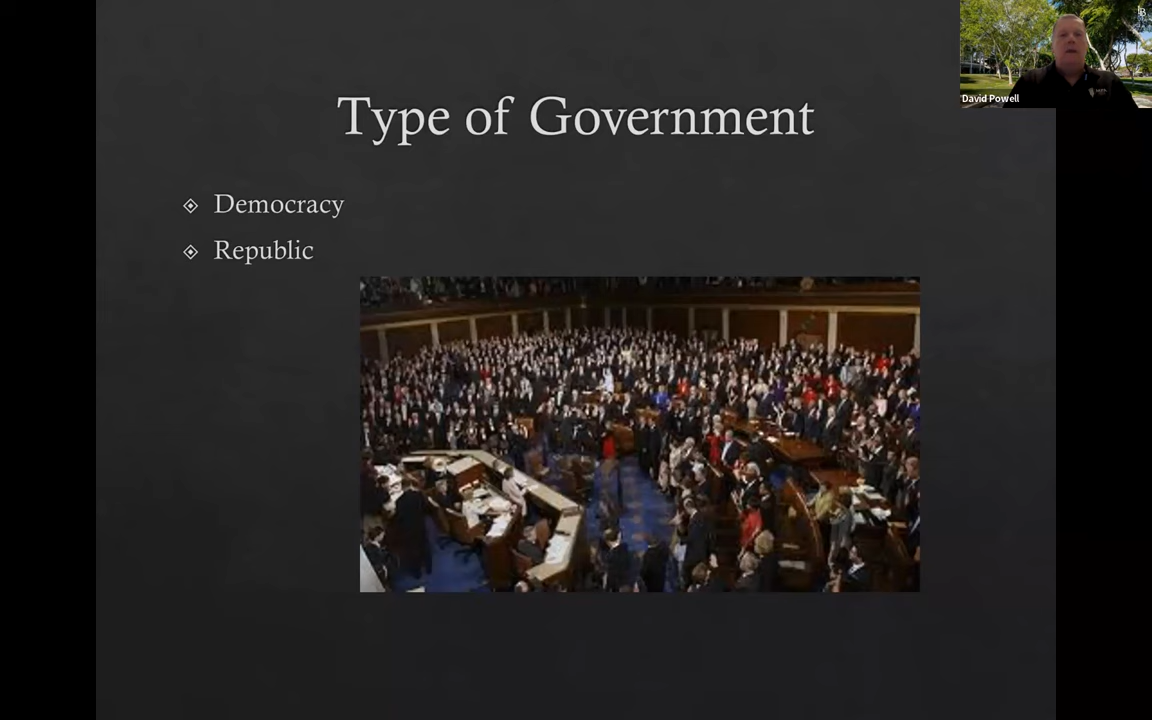 Type of Government
Democracy
Republic
David Powell